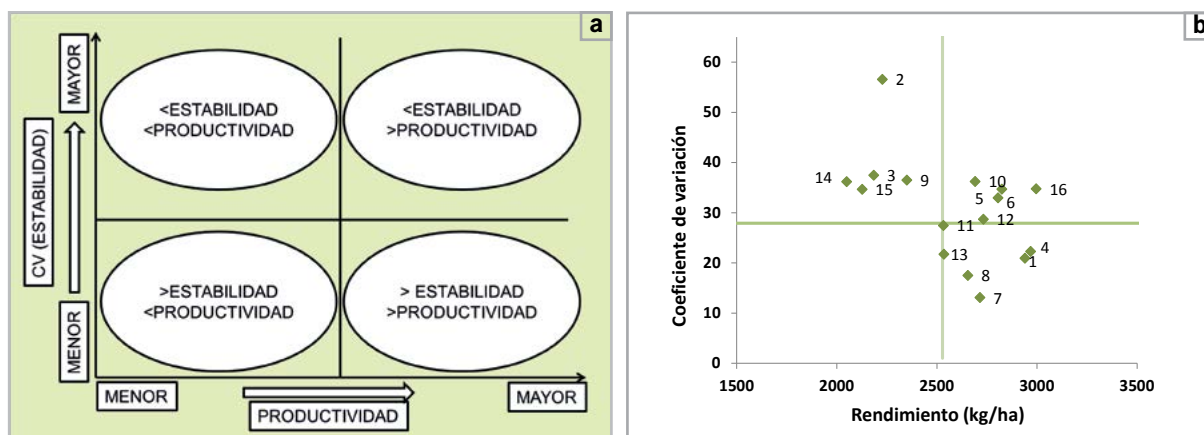 a
MAYOR
CV (ESTABILIDAD)
MENOR
<ESTABILIDAD
<PRODUCTIVIDAD
<ESTABILIDAD
>PRODUCTIVIDAD
>ESTABILIDAD
<PRODUCTIVIDAD
> ESTABILIDAD
>PRODUCTIVIDAD
MENOR
MAYOR
PRODUCTIVIDAD
b
Coeficiente de variación
60
50
40
30
20
10
0
2
14
3
15
9
10
5
6
16
11
12
13
4
1
8
7
1500
2000
2500
3000
3500
Rendimiento (kg/ha)